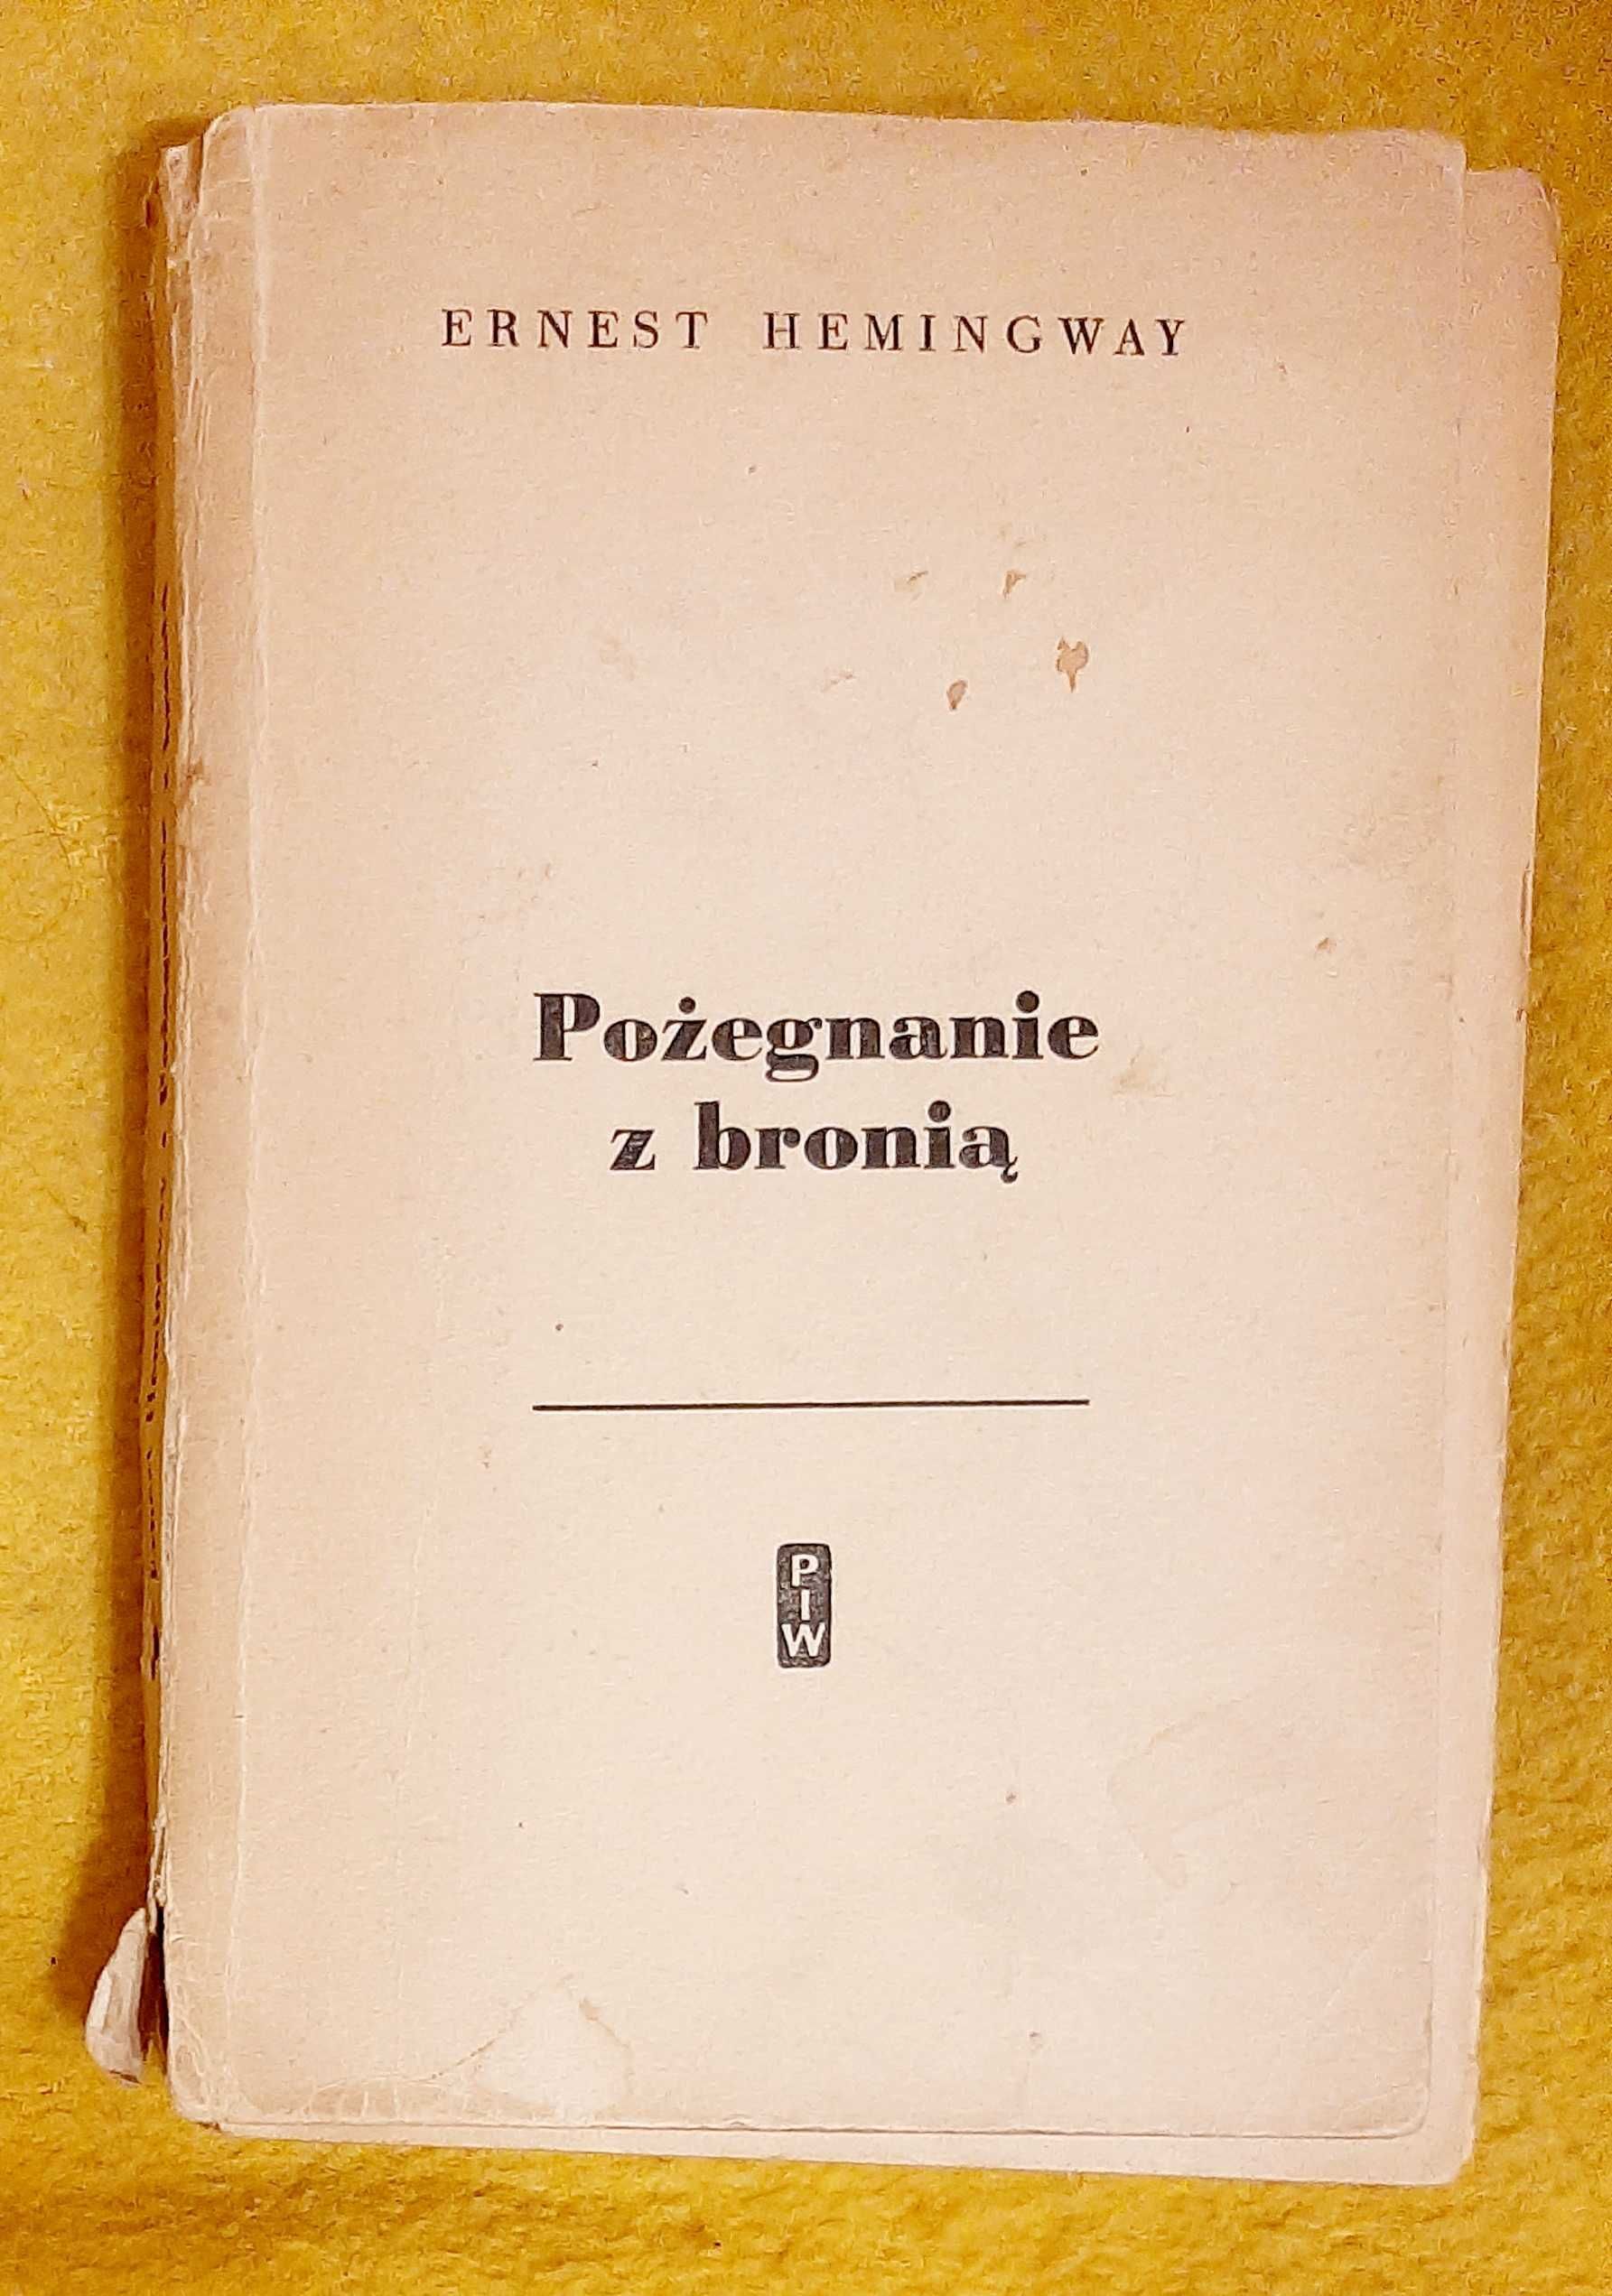 ERNEST HEMINGWAY
Pożegnanie
z bronią
P
I
W